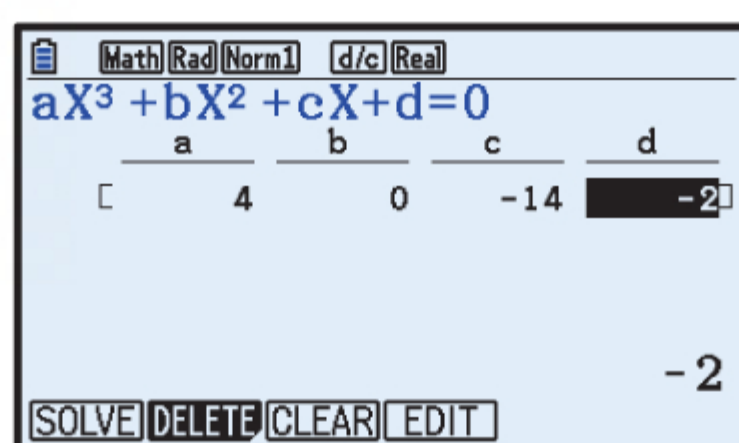 Math Rad Norm1 d/c Real
aX³ +bX² +cX+d=0
a b c d
[ 4 0 -14 -2 ]
-2
SOLVE DELETE CLEAR EDIT